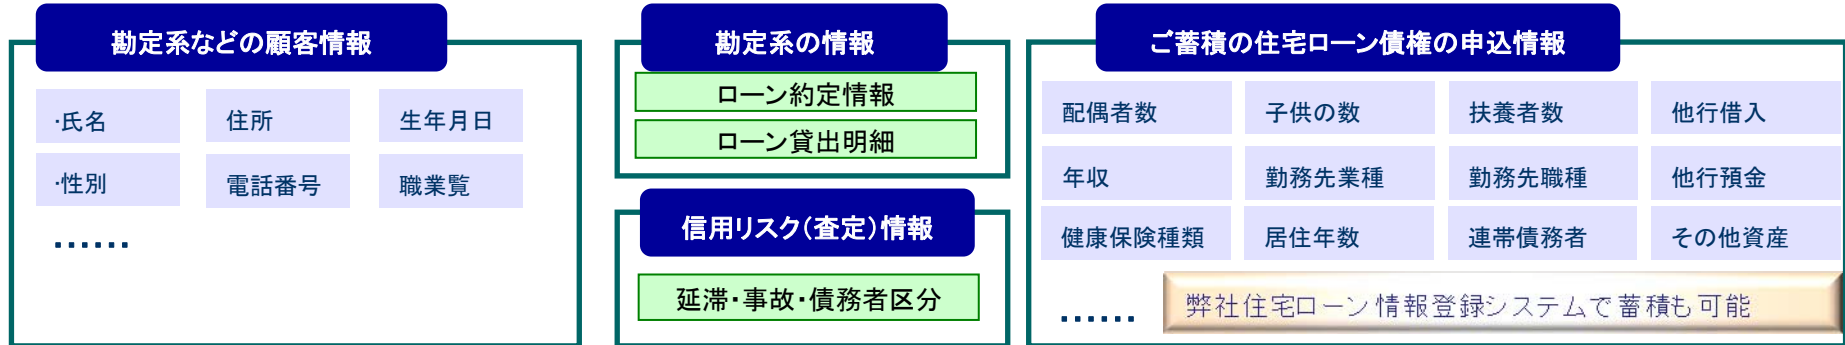 勘定系などの顧客情報
・氏名 住所 生年月日
・性別 電話番号 職業覧
……
勘定系の情報
ローン約定情報
ローン貸出明細
信用リスク(査定)情報
延滞・事故・債務者区分
ご蓄積の住宅ローン債権の申込情報
配偶者数 子供の数 扶養者数 他行借入
年収 勤務先業種 勤務先職種 他行預金
健康保険種類 居住年数 連帯債務者 その他資産
……
弊社住宅ローン情報登録システムで蓄積も可能